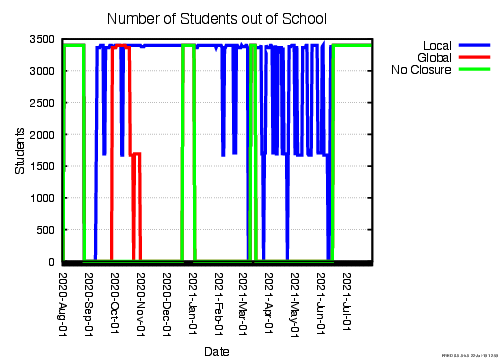 Number of Students out of School
Local
Global
No Closure
3500
3000
2500
2000
1500
1000
500
0
Students
2020-Aug-01
2020-Sep-01
2020-Oct-01
2020-Nov-01
2020-Dec-01
2021-Jan-01
2021-Feb-01
2021-Mar-01
2021-Apr-01
2021-May-01
2021-Jun-01
2021-Jul-01
Date